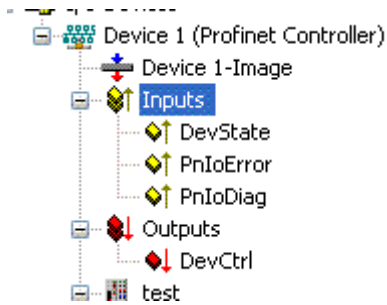 Device 1 (Profinet Controller)
Device 1-Image
Inputs
DevState
PnIoError
PnIoDiag
Outputs
DevCtrl
test